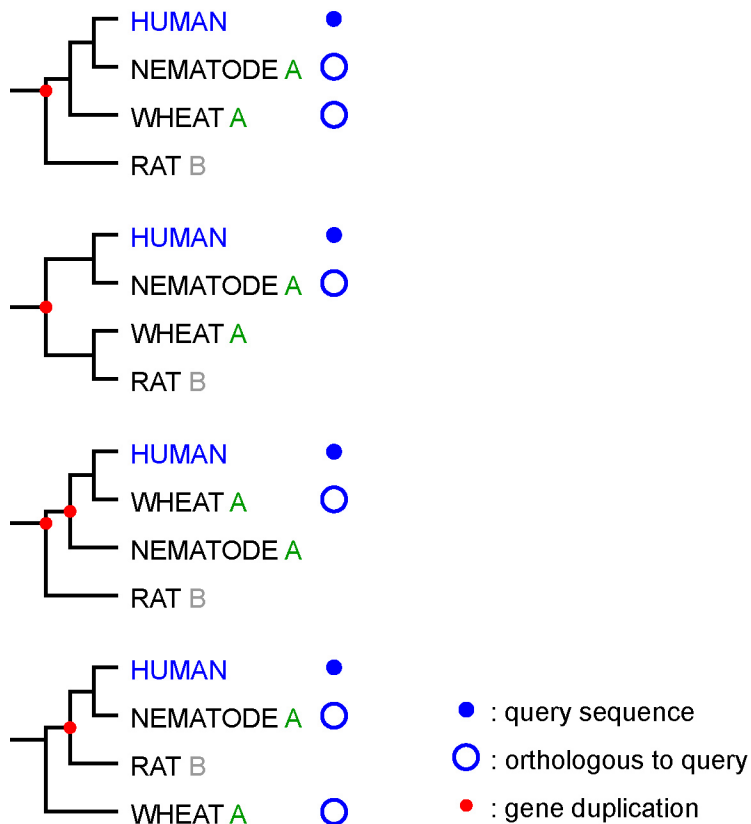 HUMAN
NEMATODE A
WHEAT A
RAT B
HUMAN
NEMATODE A
WHEAT A
RAT B
HUMAN
WHEAT A
NEMATODE A
RAT B
HUMAN
NEMATODE A
RAT B
WHEAT A
: query sequence
: orthologous to query
: gene duplication